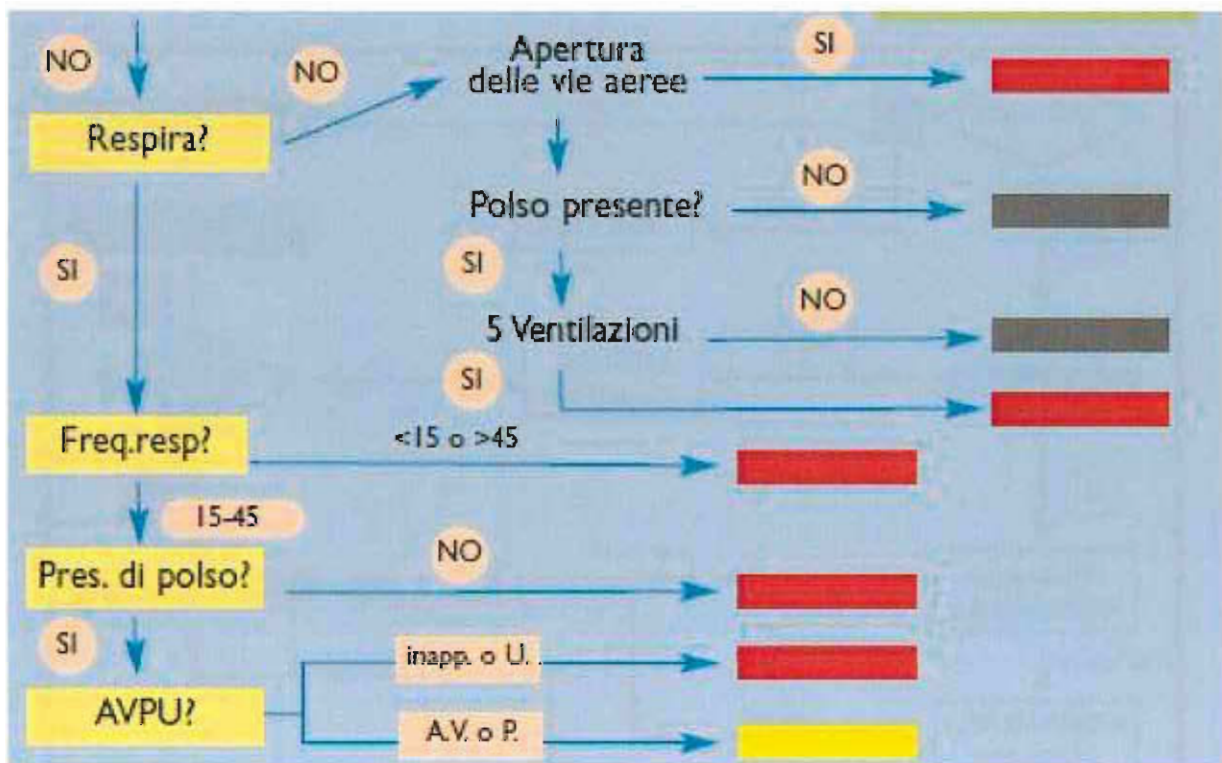 NO
Respira?
NO
Apertura
delle vie aeree
SI
Polso presente?
NO
SI
5 Ventilazioni
NO
SI
SI
Freq.resp?
<15 o >45
15-45
Pres. di polso?
NO
SI
AVPU?
inapp. o U.
A.V. o P.